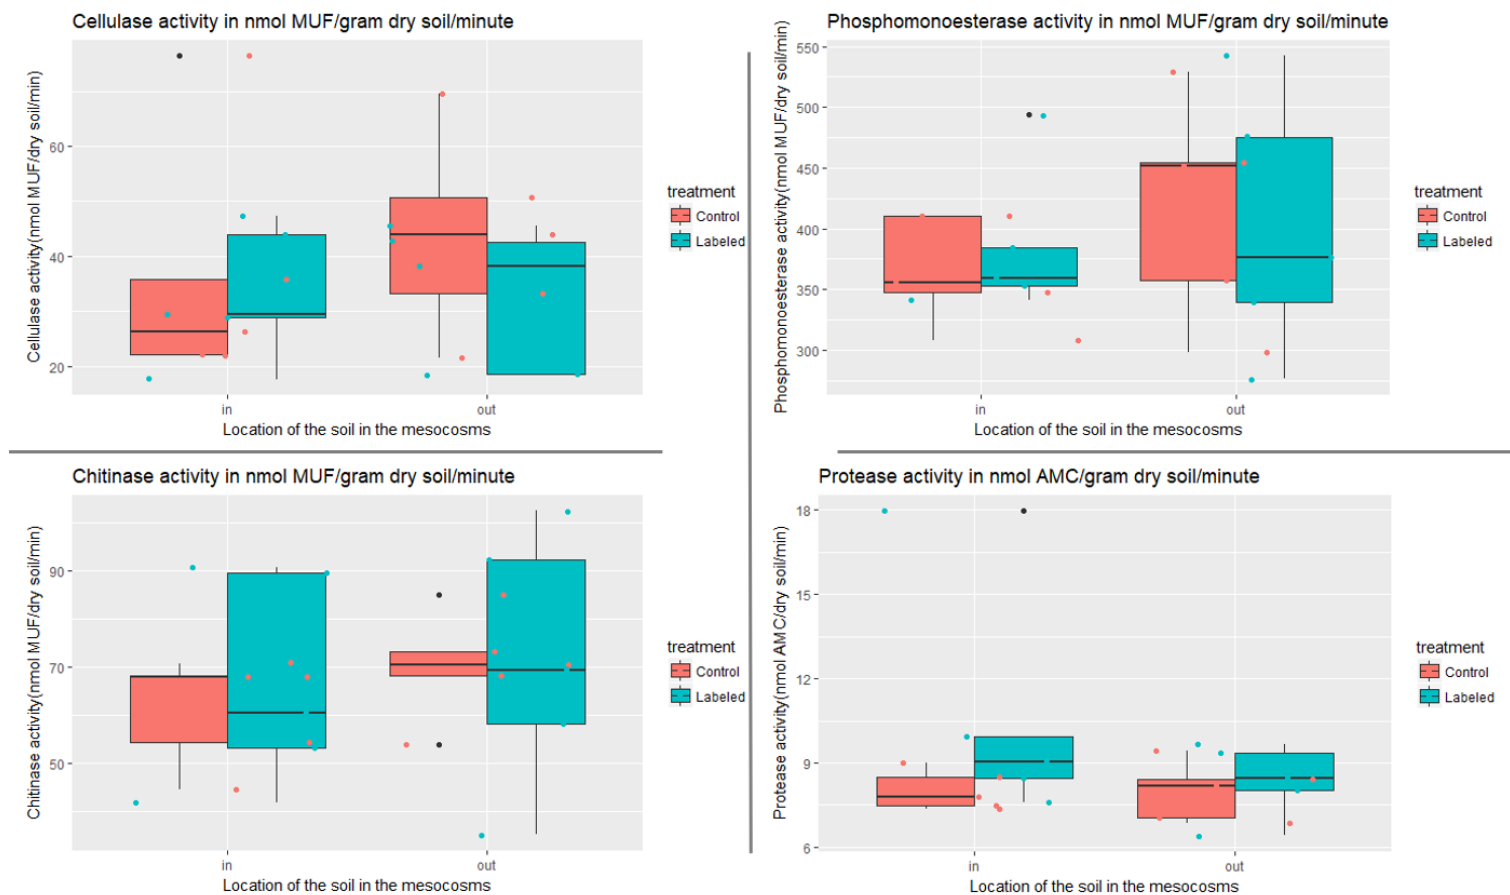 Cellulase activity in nmol MUF/gram dry soil/minute
Cellulase activity(nmol MUF/dry soil/min)
60
40
20
in
out
Location of the soil in the mesocosms
treatment
Control
Labeled
Phosphomonoesterase activity in nmol MUF/gram dry soil/minute
Phosphomonoesterase activity(nmol MUF/dry soil/min)
550
500
450
400
350
300
in
out
Location of the soil in the mesocosms
treatment
Control
Labeled
Chitinase activity in nmol MUF/gram dry soil/minute
Chitinase activity(nmol MUF/dry soil/min)
90
70
50
in
out
Location of the soil in the mesocosms
treatment
Control
Labeled
Protease activity in nmol AMC/gram dry soil/minute
Protease activity(nmol AMC/dry soil/min)
18
15
12
9
6
in
out
Location of the soil in the mesocosms
treatment
Control
Labeled